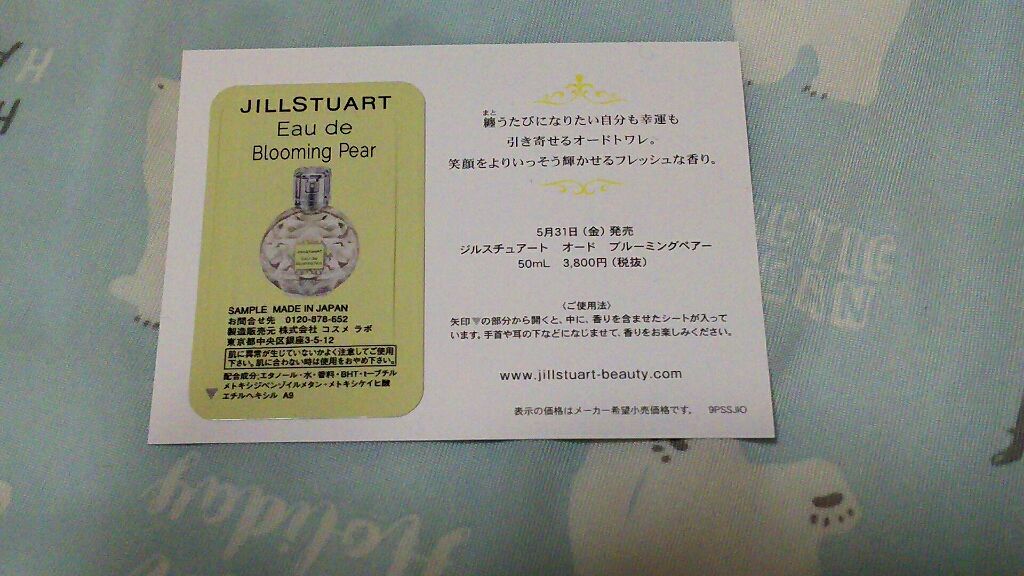 JILLSTUART
Eau de
Blooming Pear
JILLSTUART
Eau de
Blooming Pear
SAMPLE MADE IN JAPAN
お問合せ先 0120-878-652
製造販売元 株式会社 コスメ ラボ
東京都中央区銀座3-5-12
肌に異常が生じていないかよく注意してご使用
下さい。肌に合わない時は使用をおやめ下さい。
配合成分:エタノール・水・香料・BHT・t-ブチル
メトキシジベンゾイルメタン・メトキシケイヒ酸
エチルヘキシル A9
まと
纏うたびになりたい自分も幸運も
引き寄せるオードトワレ。
笑顔をよりいっそう輝かせるフレッシュな香り。
5月31日(金)発売
ジルスチュアート オード ブルーミングペアー
50mL 3,800円(税抜)
〈ご使用法〉
矢印▼の部分から開くと、中に、香りを含ませたシートが入って
います。手首や耳の下などになじませて、香りをお楽しみください。
www.jillstuart-beauty.com
表示の価格はメーカー希望小売価格です。 9PSSJIO
Holiday